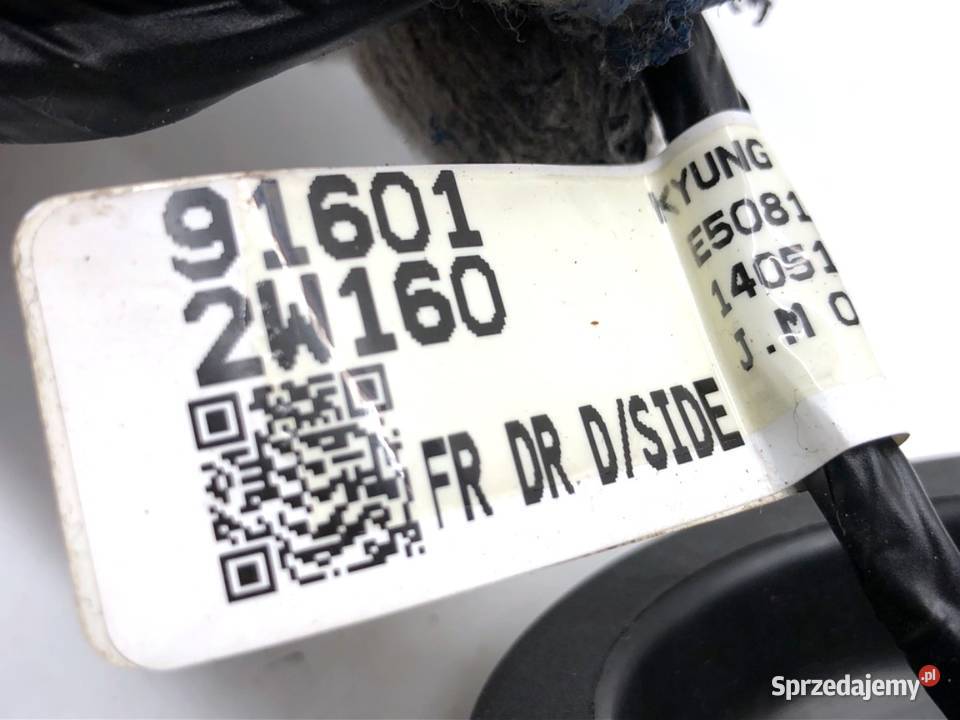 91601
2W160
FR DR D/SIDE
KYUNG
E5081
14051
J.M O
Sprzedajemy.pl